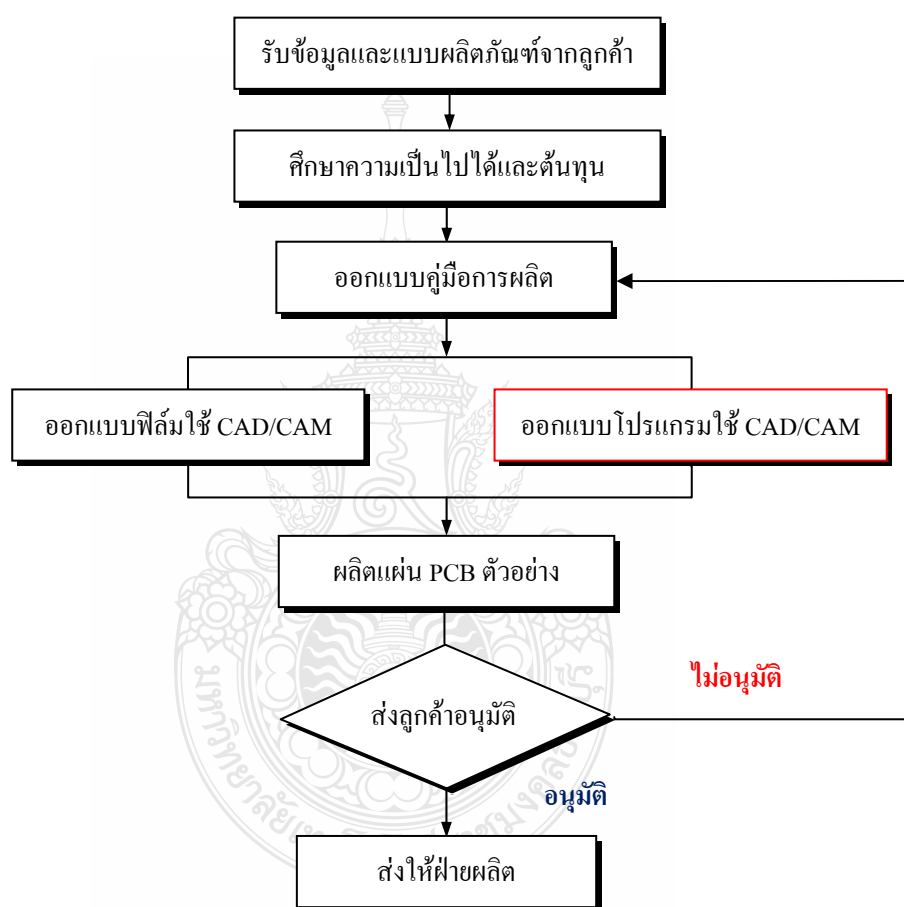 รับข้อมูลและแบบผลิตภัณฑ์จากลูกค้า
ศึกษาความเป็นไปได้และต้นทุน
ออกแบบคู่มือการผลิต
ออกแบบฟิล์มใช้ CAD/CAM
ออกแบบโปรแกรมใช้ CAD/CAM
ผลิตแผ่น PCB ตัวอย่าง
ไม่อนุมัติ
ส่งลูกค้าอนุมัติ
อนุมัติ
ส่งให้ฝ่ายผลิต